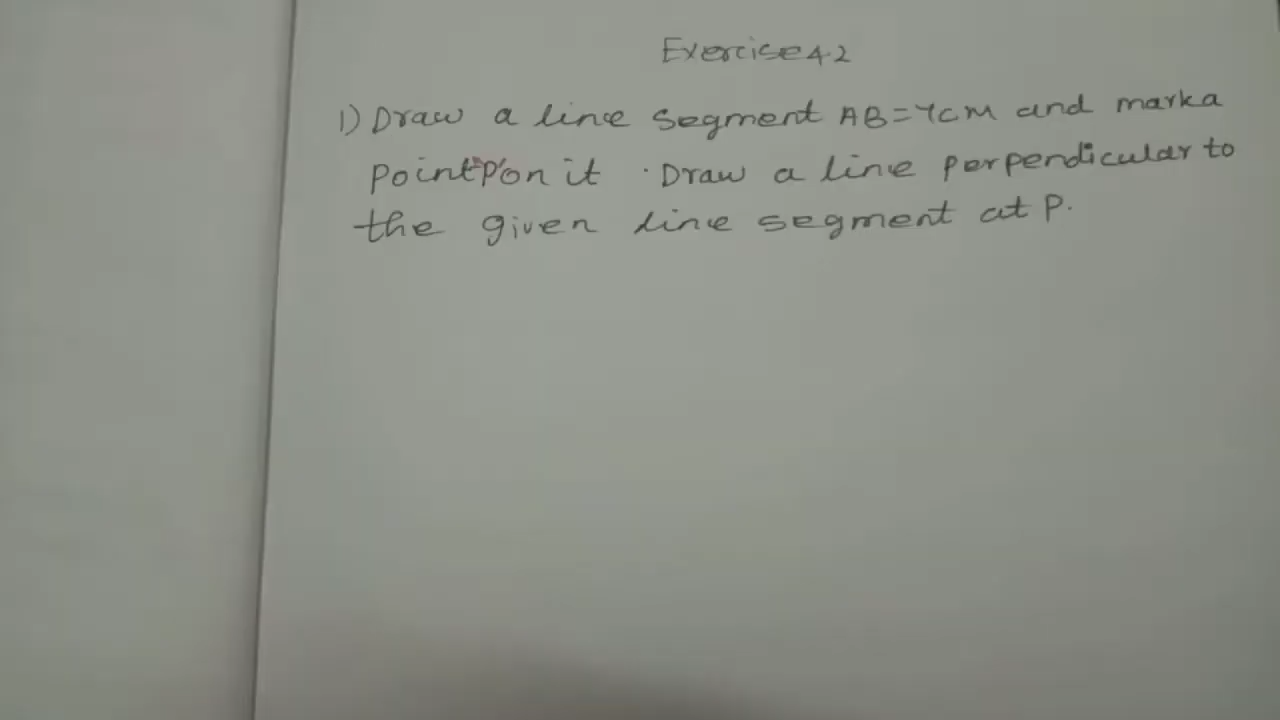 Exercise 4.2
1) Draw a line segment AB=7cm and mark a
point 'P' on it. Draw a line perpendicular to
the given line segment at P.